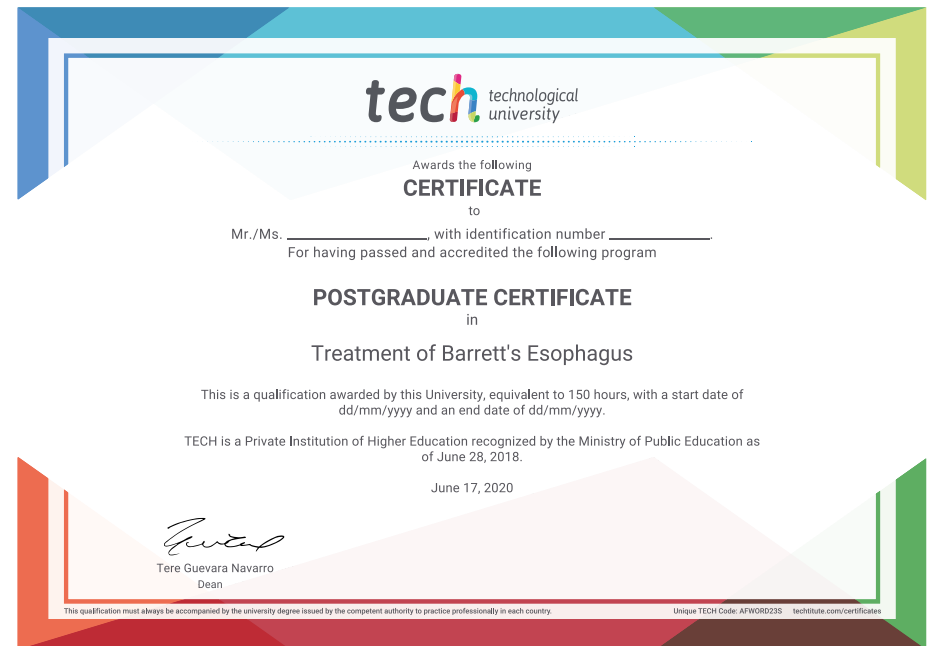 tech technological
university
Awards the following
CERTIFICATE
to
Mr./Ms. ____________________, with identification number ______________.
For having passed and accredited the following program
POSTGRADUATE CERTIFICATE
in
Treatment of Barrett's Esophagus
This is a qualification awarded by this University, equivalent to 150 hours, with a start date of
dd/mm/yyyy and an end date of dd/mm/yyyy.
TECH is a Private Institution of Higher Education recognized by the Ministry of Public Education as
of June 28, 2018.
June 17, 2020
Tere Guevara Navarro
Dean
This qualification must always be accompanied by the university degree issued by the competent authority to practice professionally in each country.
Unique TECH Code: AFWORD23S techtitute.com/certificates